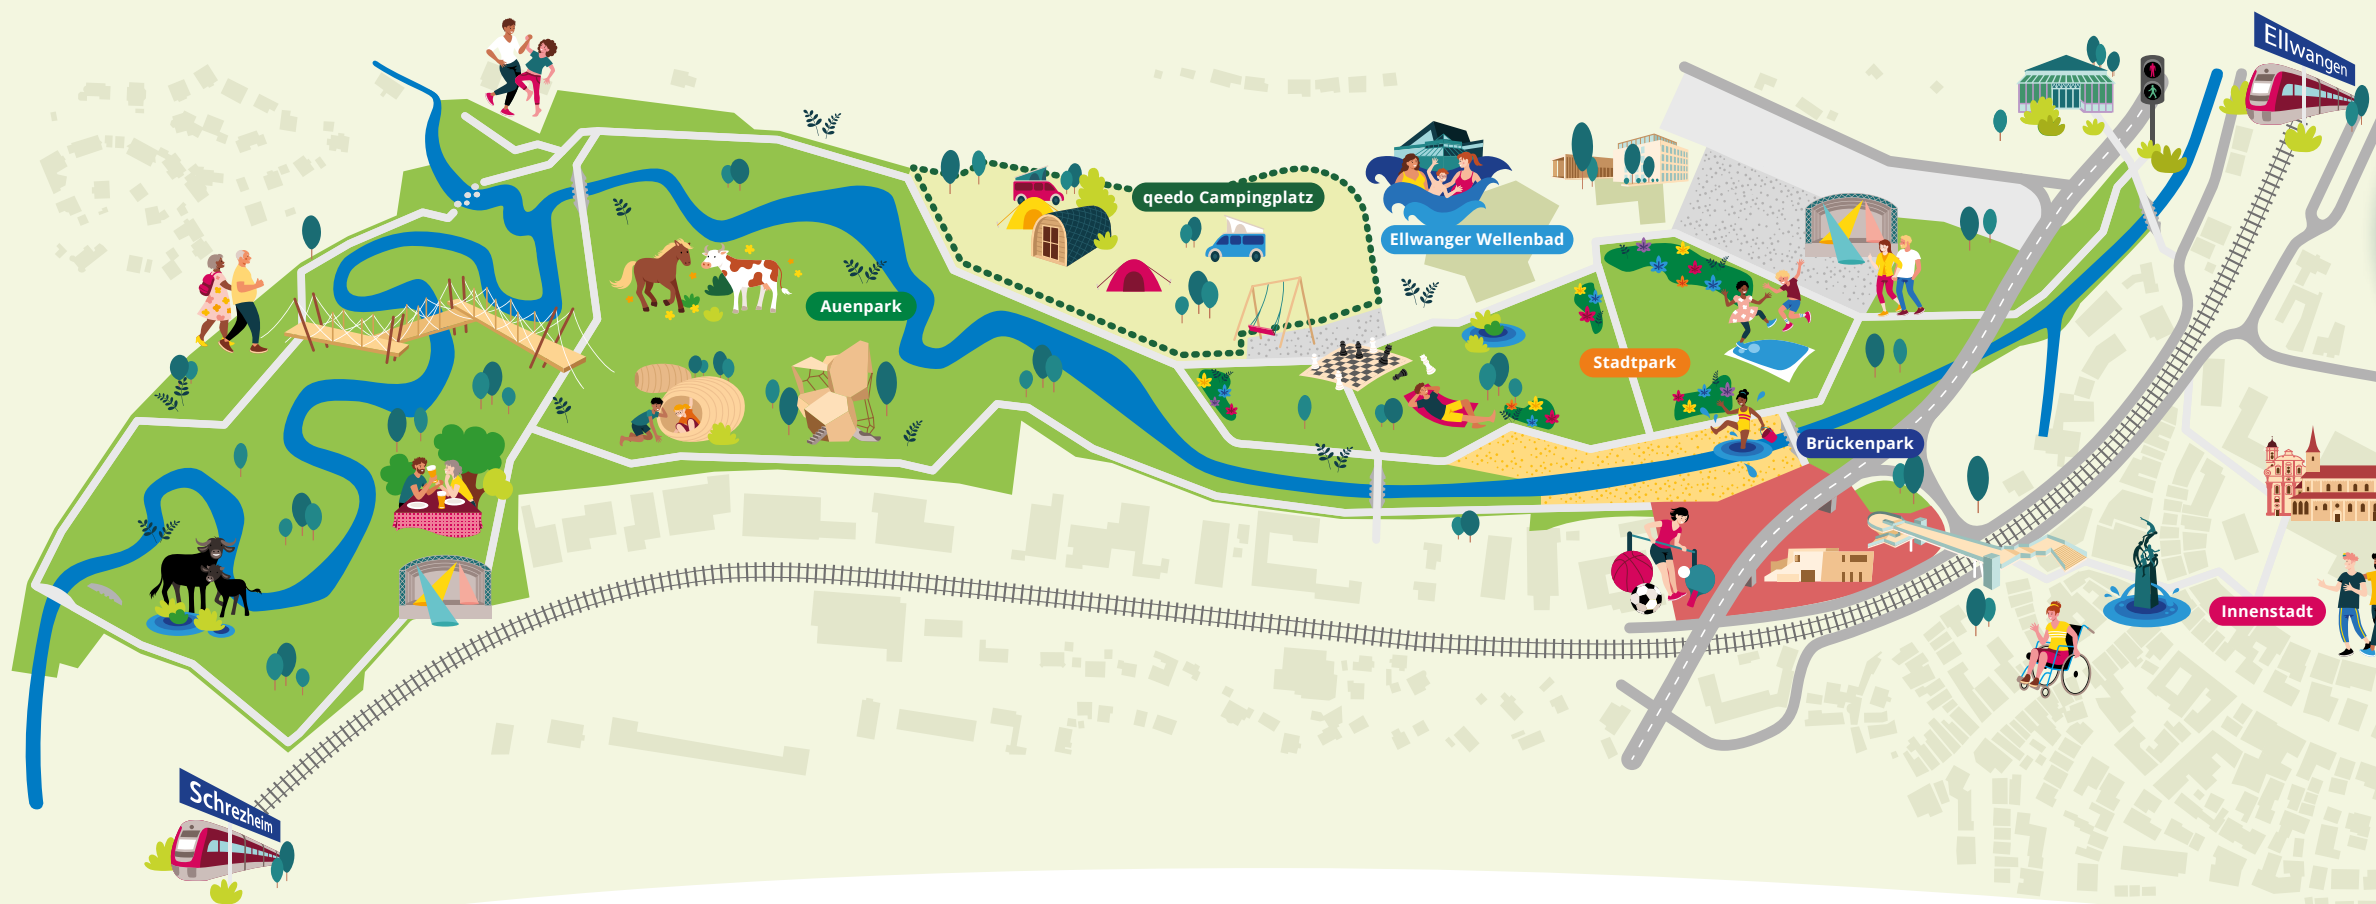 Ellwangen
qeedo Campingplatz
Ellwanger Wellenbad
Auenpark
Stadtpark
Brückenpark
Innenstadt
Schrezheim